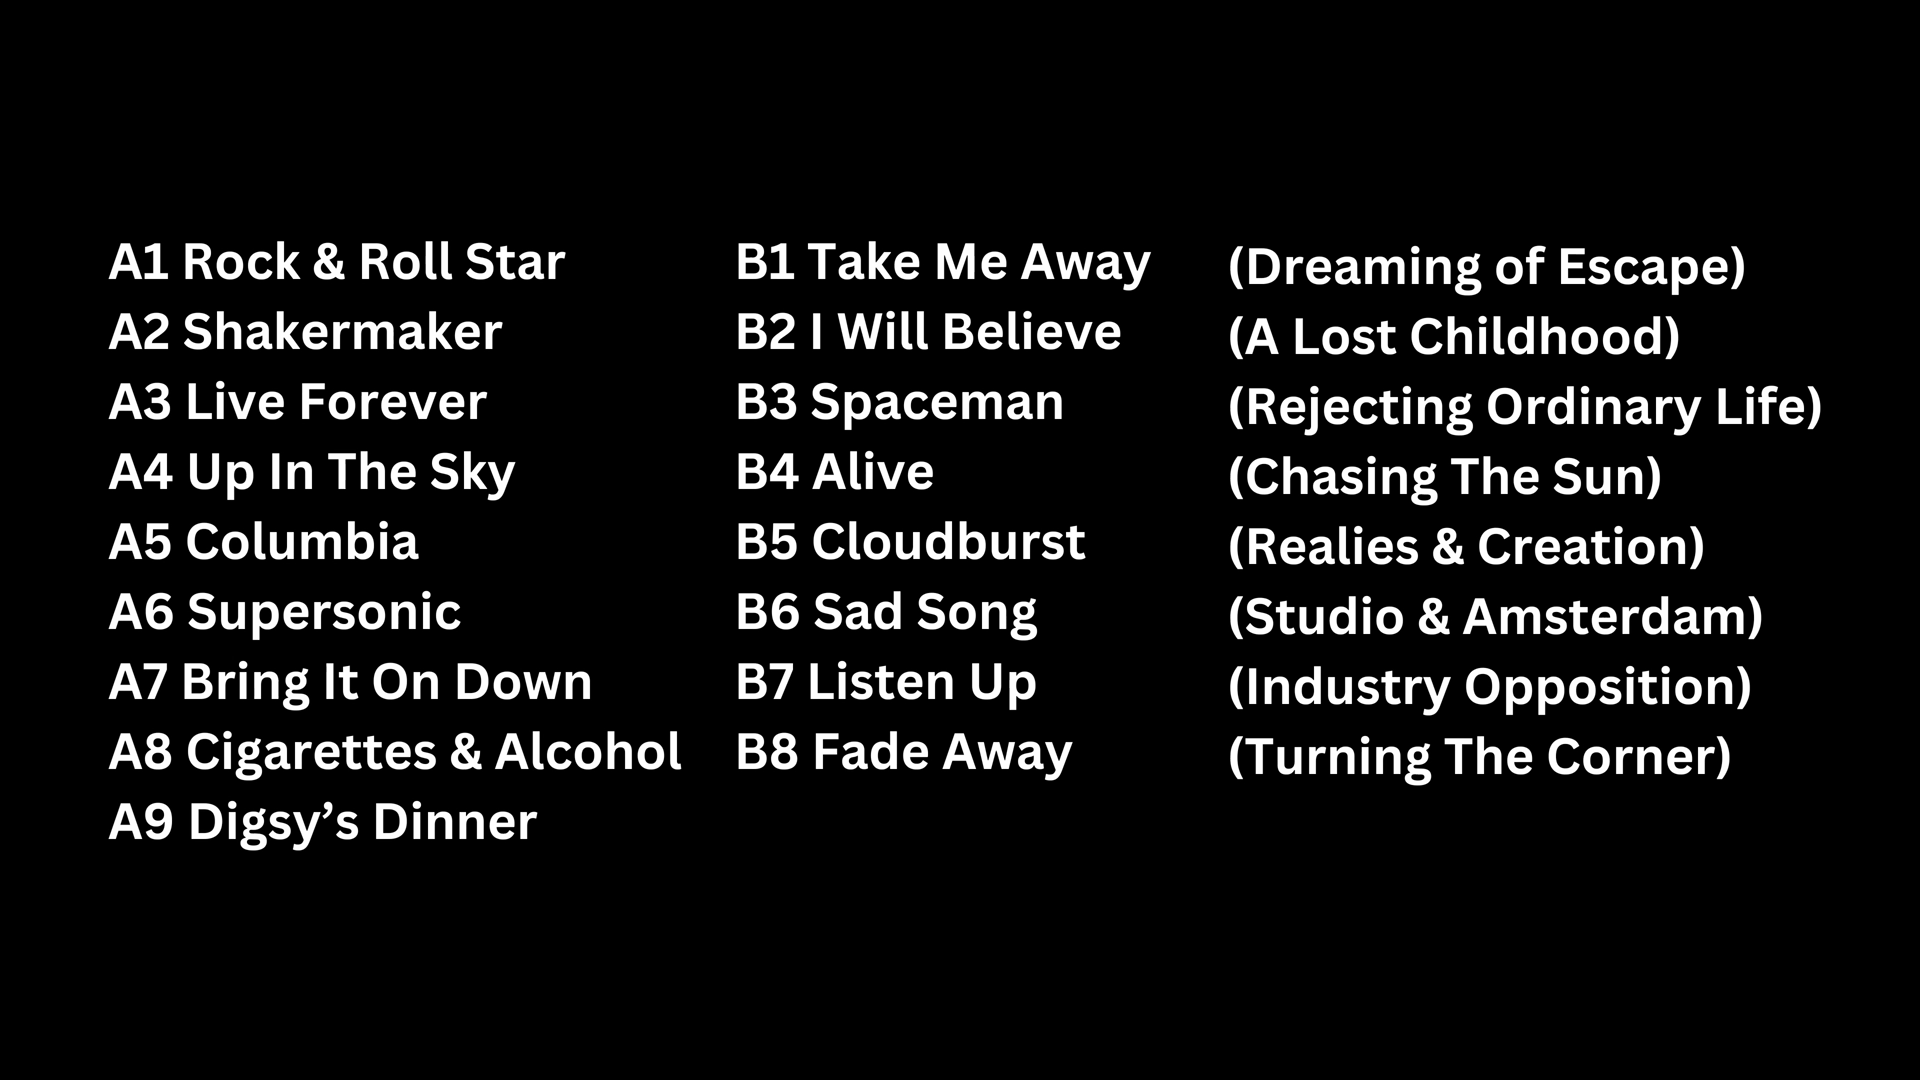 A1 Rock & Roll Star
A2 Shakermaker
A3 Live Forever
A4 Up In The Sky
A5 Columbia
A6 Supersonic
A7 Bring It On Down
A8 Cigarettes & Alcohol
A9 Digsy’s Dinner
B1 Take Me Away
B2 I Will Believe
B3 Spaceman
B4 Alive
B5 Cloudburst
B6 Sad Song
B7 Listen Up
B8 Fade Away
(Dreaming of Escape)
(A Lost Childhood)
(Rejecting Ordinary Life)
(Chasing The Sun)
(Realies & Creation)
(Studio & Amsterdam)
(Industry Opposition)
(Turning The Corner)